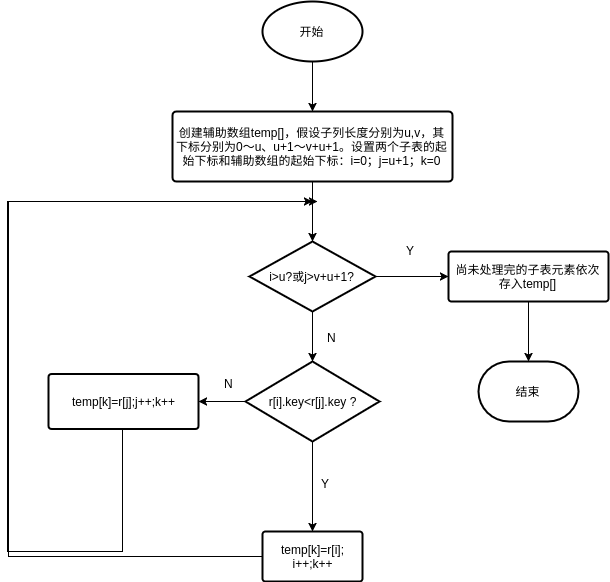 开始
创建辅助数组temp[]，假设子列长度分别为u,v，其
下标分别为0～u、u+1～v+u+1。设置两个子表的起
始下标和辅助数组的起始下标：i=0；j=u+1；k=0
i>u?或j>v+u+1?
Y
尚未处理完的子表元素依次
存入temp[]
N
结束
r[i].key<r[j].key ?
N
temp[k]=r[j];j++;k++
Y
temp[k]=r[i];
i++;k++